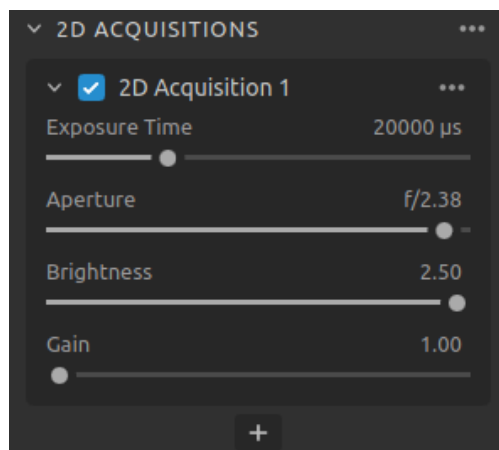 2D ACQUISITIONS
2D Acquisition 1
Exposure Time 20000 µs
Aperture f/2.38
Brightness 2.50
Gain 1.00